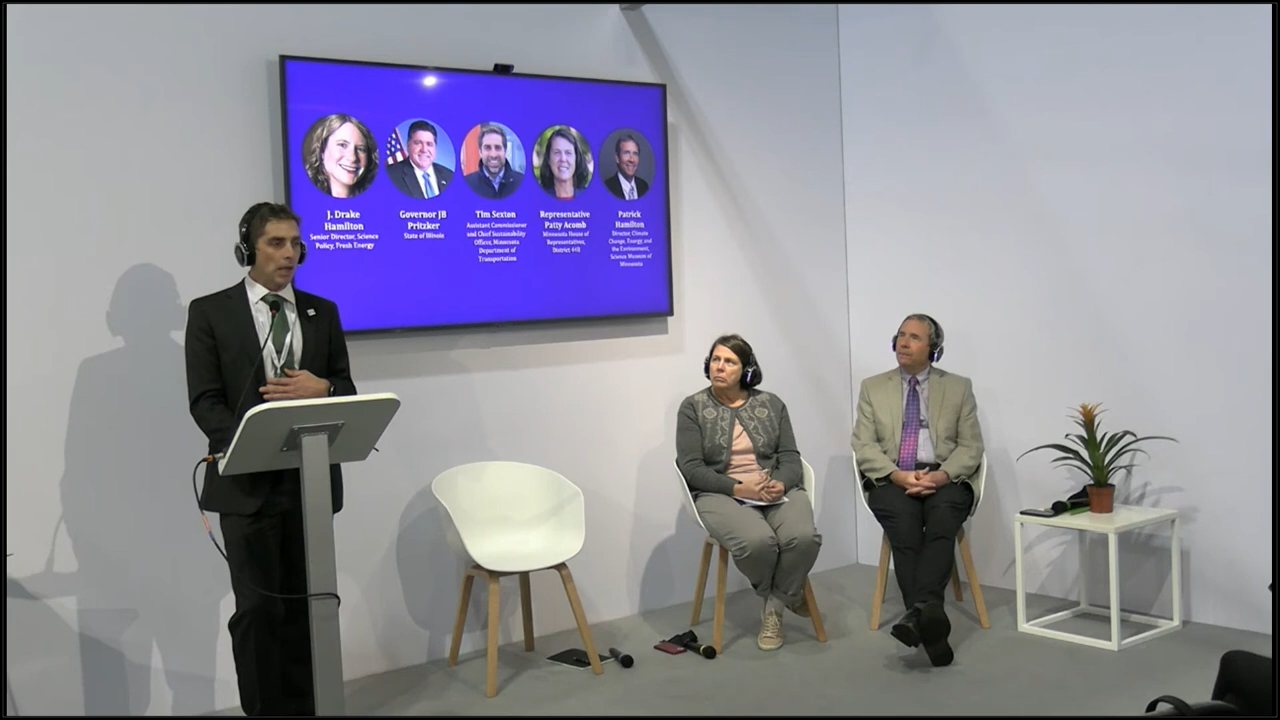 J. Drake
Hamilton
Senior Director, Science
Policy, Fresh Energy
Governor JB
Pritzker
State of Illinois
Tim Sexton
Assistant Commissioner
and Chief Sustainability
Officer, Minnesota
Department of
Transportation
Representative
Patty Acomb
Minnesota House of
Representatives,
District 44B
Patrick
Hamilton
Director: Climate
Change, Energy, and
the Environment,
Science Museum of
Minnesota